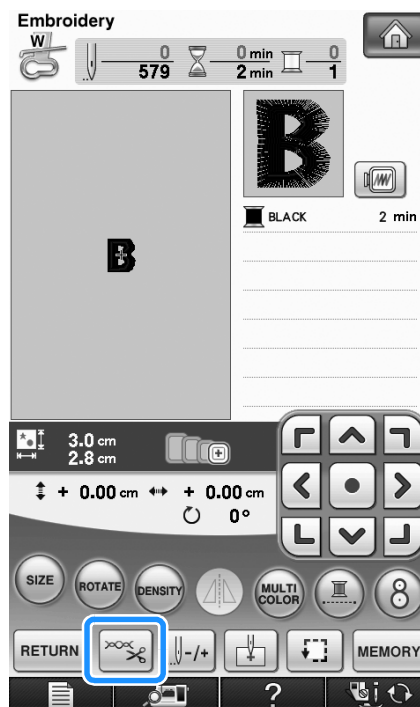 Embroidery
W
0 0 min 0
579 2 min 1
BLACK 2 min
3.0 cm
2.8 cm
+ 0.00 cm + 0.00 cm
0°
SIZE ROTATE DENSITY MULTI COLOR 8
RETURN -/+ MEMORY
?